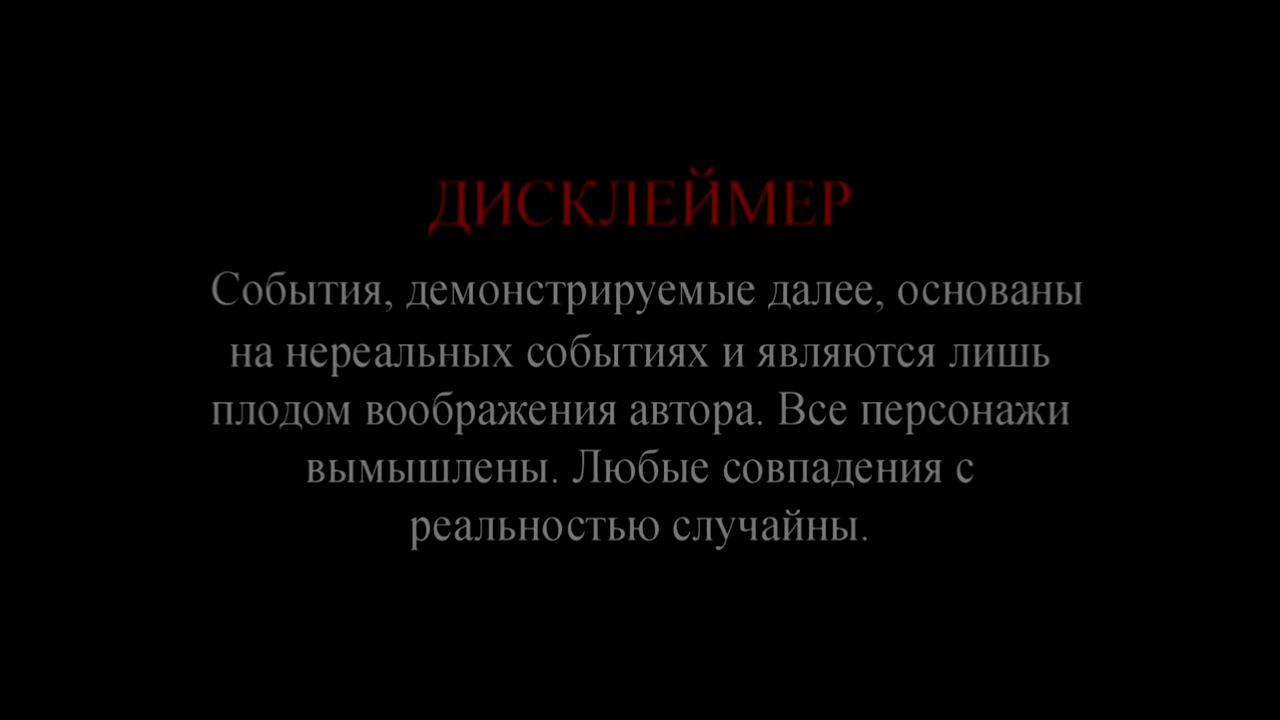 ДИСКЛЕЙМЕР
События, демонстрируемые далее, основаны
на нереальных событиях и являются лишь
плодом воображения автора. Все персонажи
вымышлены. Любые совпадения с
реальностью случайны.